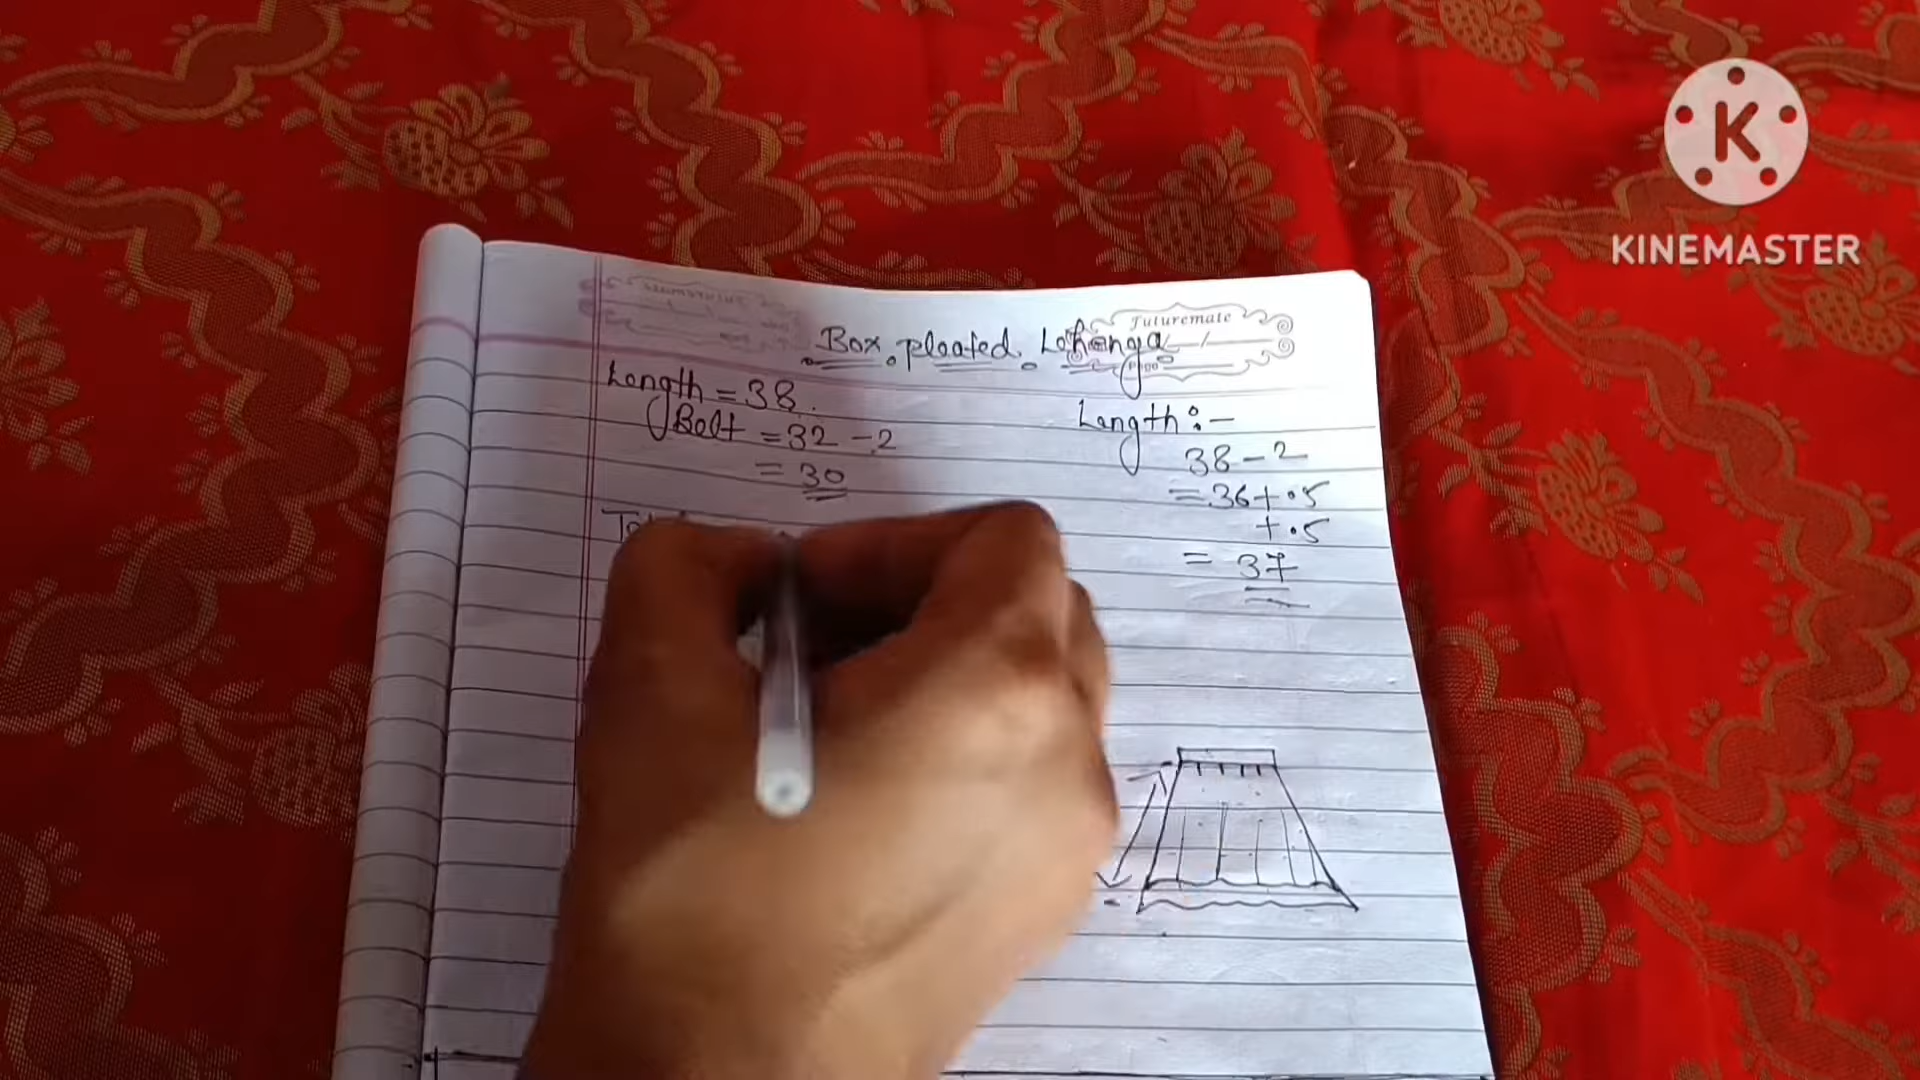 KINEMASTER
Futuremate
Box pleated Lehenga
Length = 38.
Belt = 32 - 2
= 30
Length :-
38 - 2
= 36 + .5
+ .5
= 37